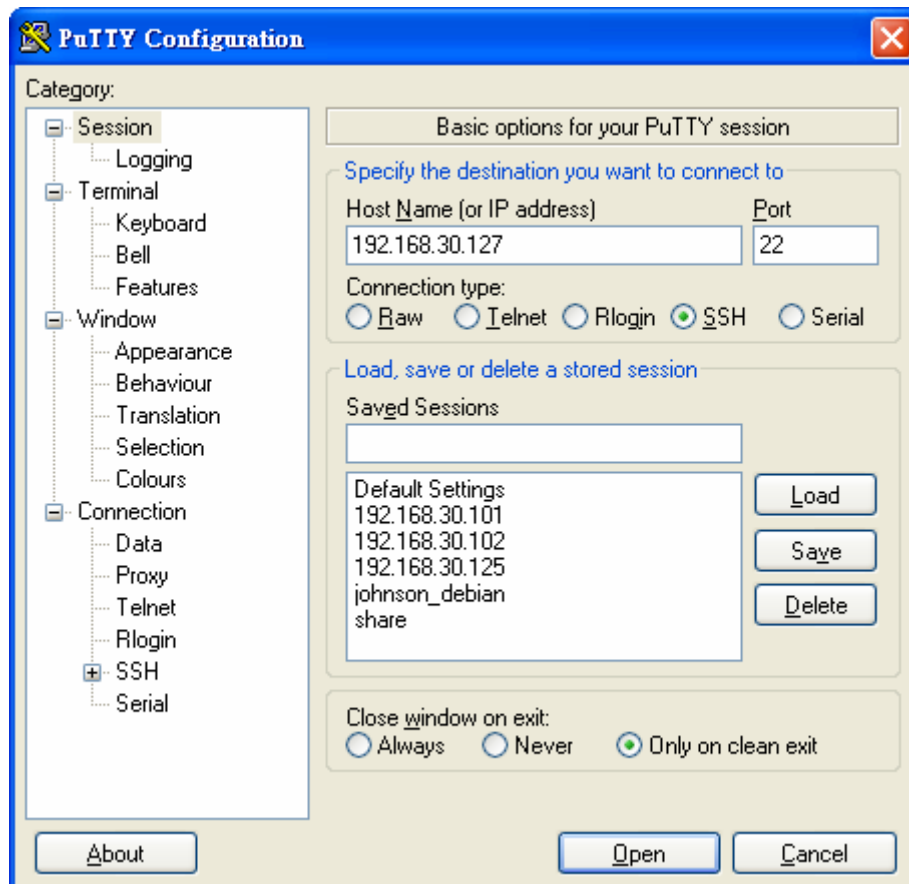 PuTTY Configuration
Category:
Session
Logging
Terminal
Keyboard
Bell
Features
Window
Appearance
Behaviour
Translation
Selection
Colours
Connection
Data
Proxy
Telnet
Rlogin
SSH
Serial
Basic options for your PuTTY session
Specify the destination you want to connect to
Host Name (or IP address) Port
192.168.30.127 22
Connection type:
Raw Telnet Rlogin SSH Serial
Load, save or delete a stored session
Saved Sessions
Default Settings
192.168.30.101
192.168.30.102
192.168.30.125
johnson_debian
share
Load
Save
Delete
Close window on exit:
Always Never Only on clean exit
About Open Cancel